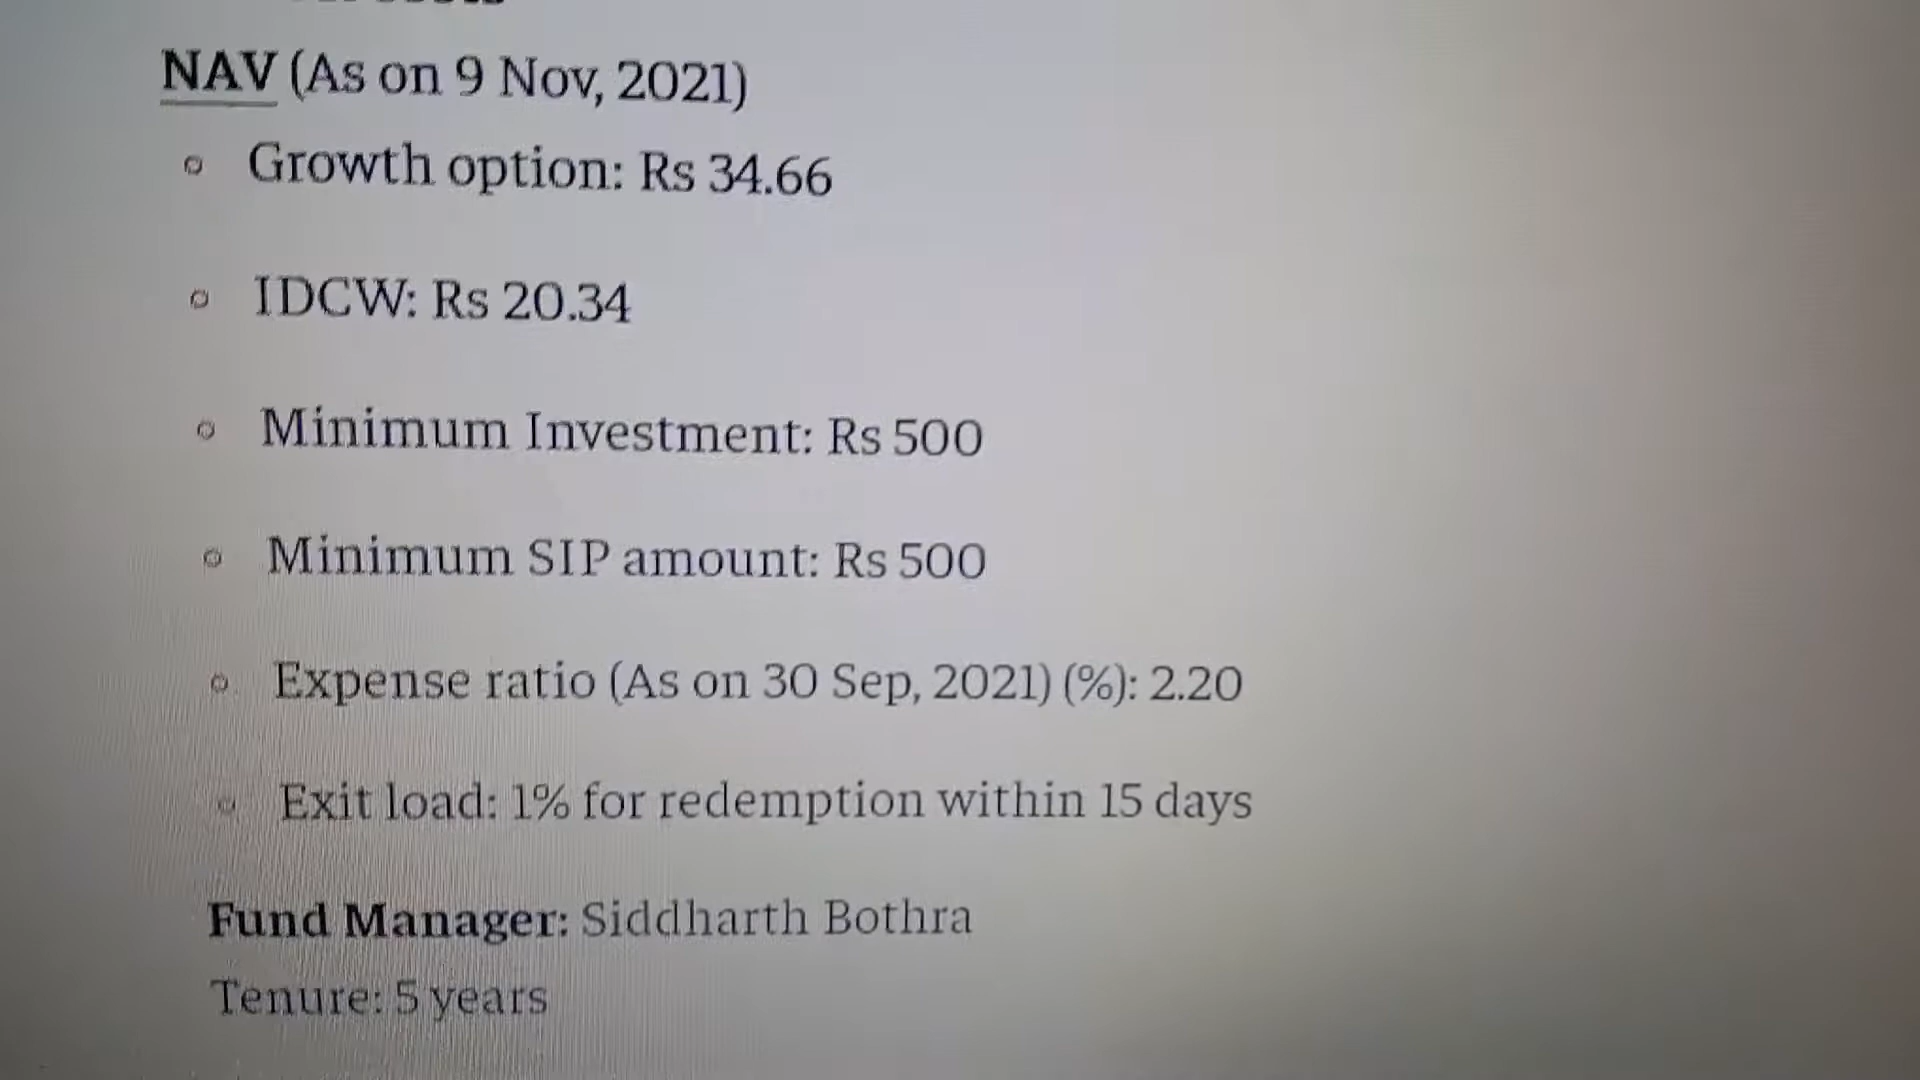 NAV (As on 9 Nov, 2021)
Growth option: Rs 34.66
IDCW: Rs 20.34
Minimum Investment: Rs 500
Minimum SIP amount: Rs 500
Expense ratio (As on 30 Sep, 2021) (%): 2.20
Exit load: 1% for redemption within 15 days
Fund Manager: Siddharth Bothra
Tenure: 5 years